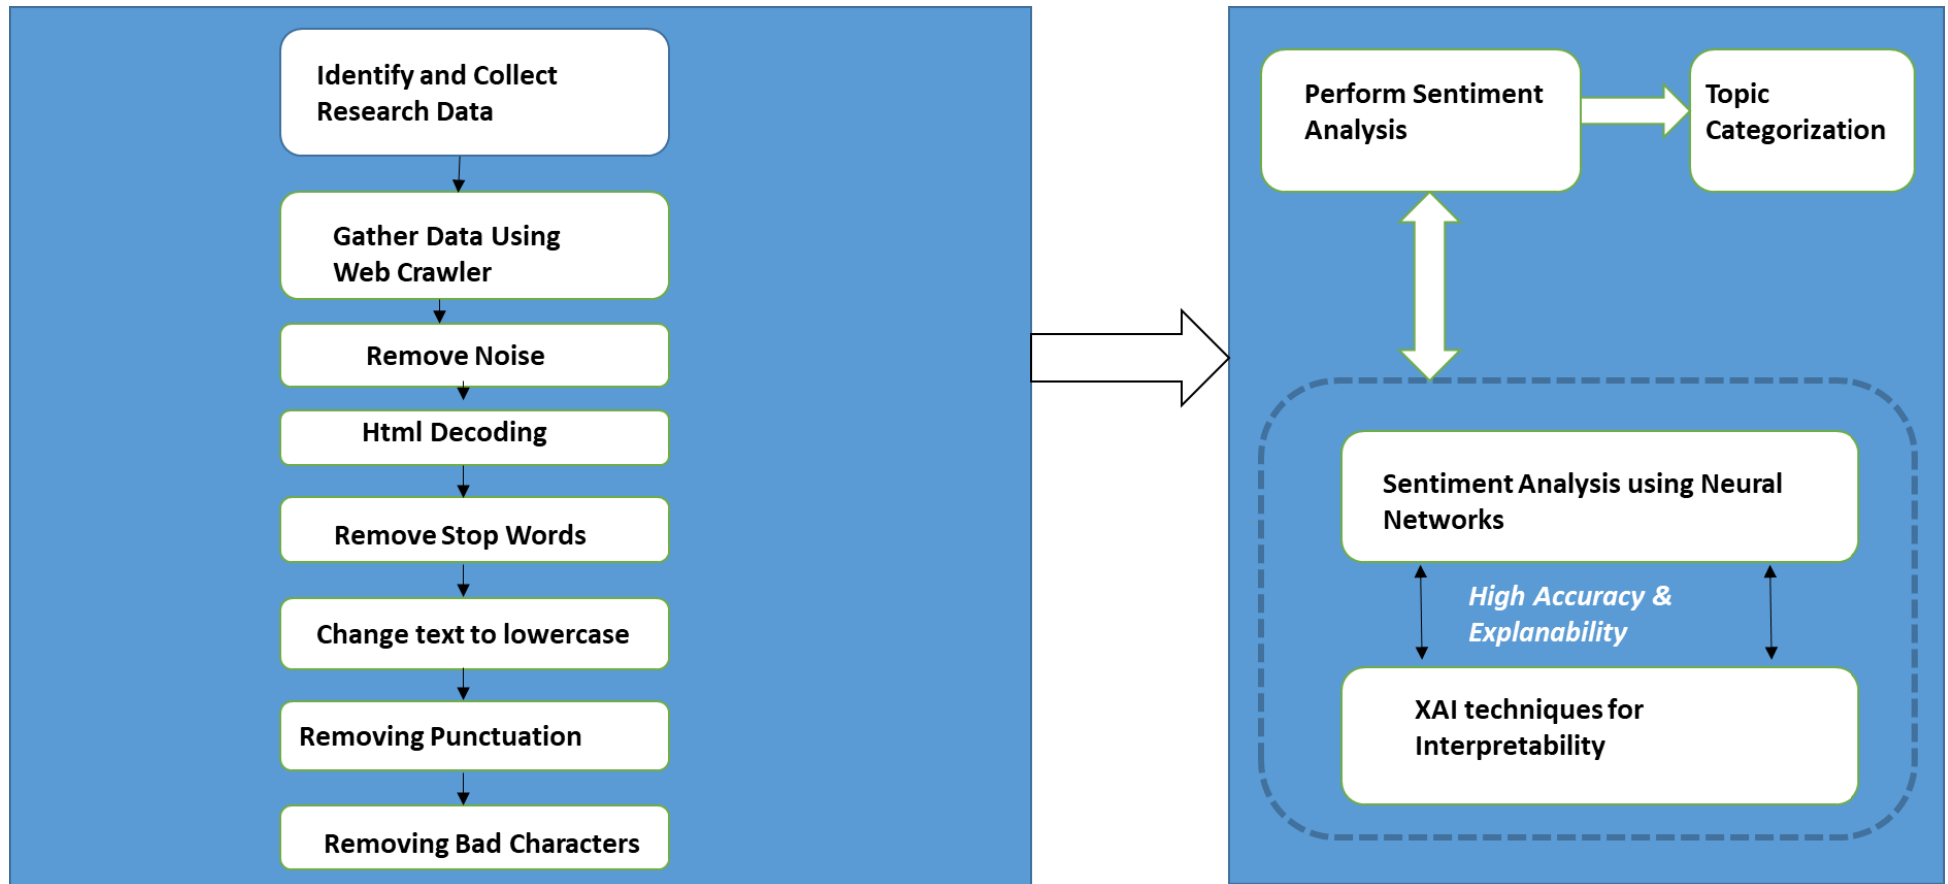 Identify and Collect
Research Data
Gather Data Using
Web Crawler
Remove Noise
Html Decoding
Remove Stop Words
Change text to lowercase
Removing Punctuation
Removing Bad Characters
Perform Sentiment
Analysis
Topic
Categorization
Sentiment Analysis using Neural
Networks
High Accuracy &
Explanability
XAI techniques for
Interpretability